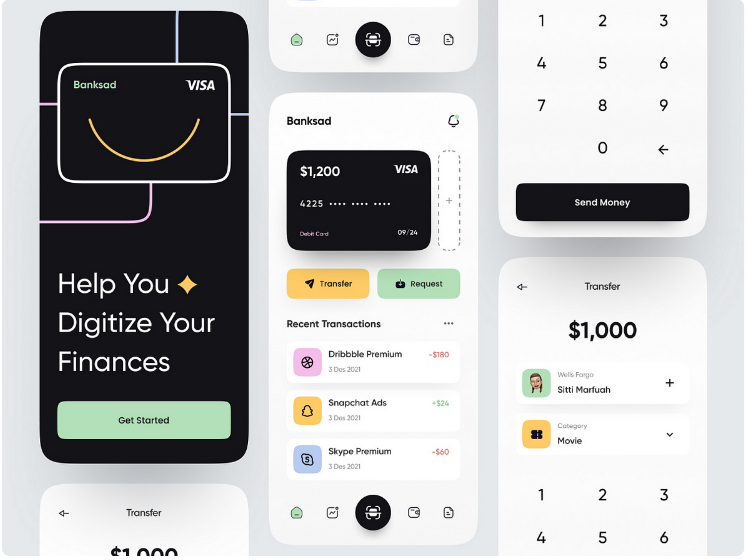 Banksad
VISA
Help You
Digitize Your
Finances
Get Started
Transfer
$1,000
Banksad
$1,200
VISA
4225 •••• •••• ••••
Debit Card
09/24
+
Transfer
Request
Recent Transactions
Dribbble Premium
-$180
3 Des 2021
Snapchat Ads
+$24
3 Des 2021
Skype Premium
-$60
3 Des 2021
1 2 3
4 5 6
7 8 9
0
Send Money
Transfer
$1,000
Wells Fargo
Sitti Marfuah
Category
Movie
1 2 3
4 5 6